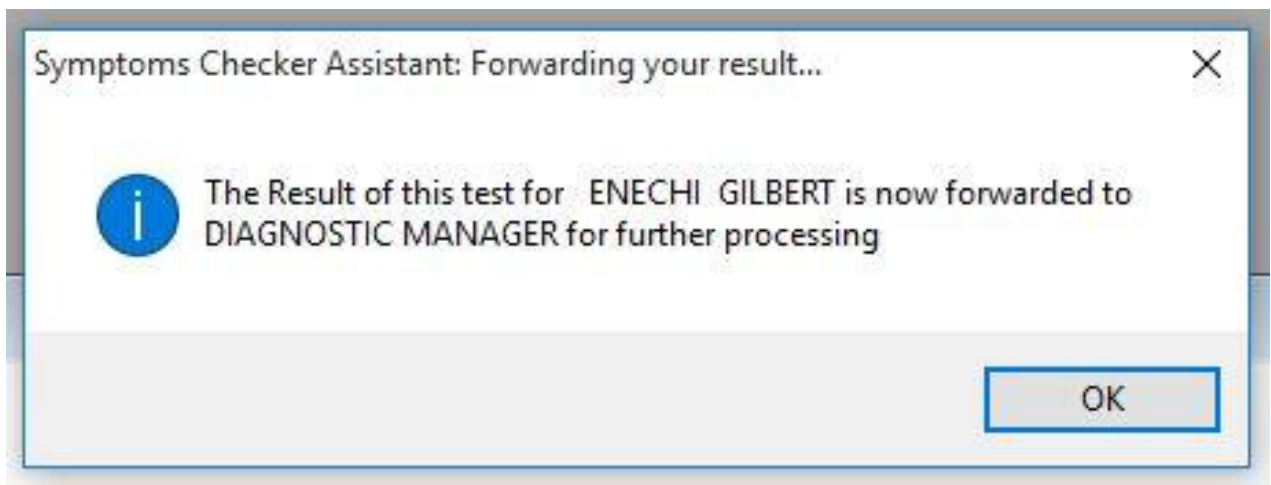 Symptoms Checker Assistant: Forwarding your result...
The Result of this test for  ENECHI  GILBERT is now forwarded to
DIAGNOSTIC MANAGER for further processing
OK